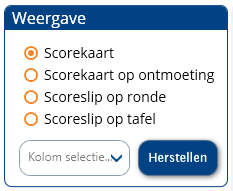 Weergave
Scorekaart
Scorekaart op ontmoeting
Scoreslip op ronde
Scoreslip op tafel
Kolom selectie...
Herstellen